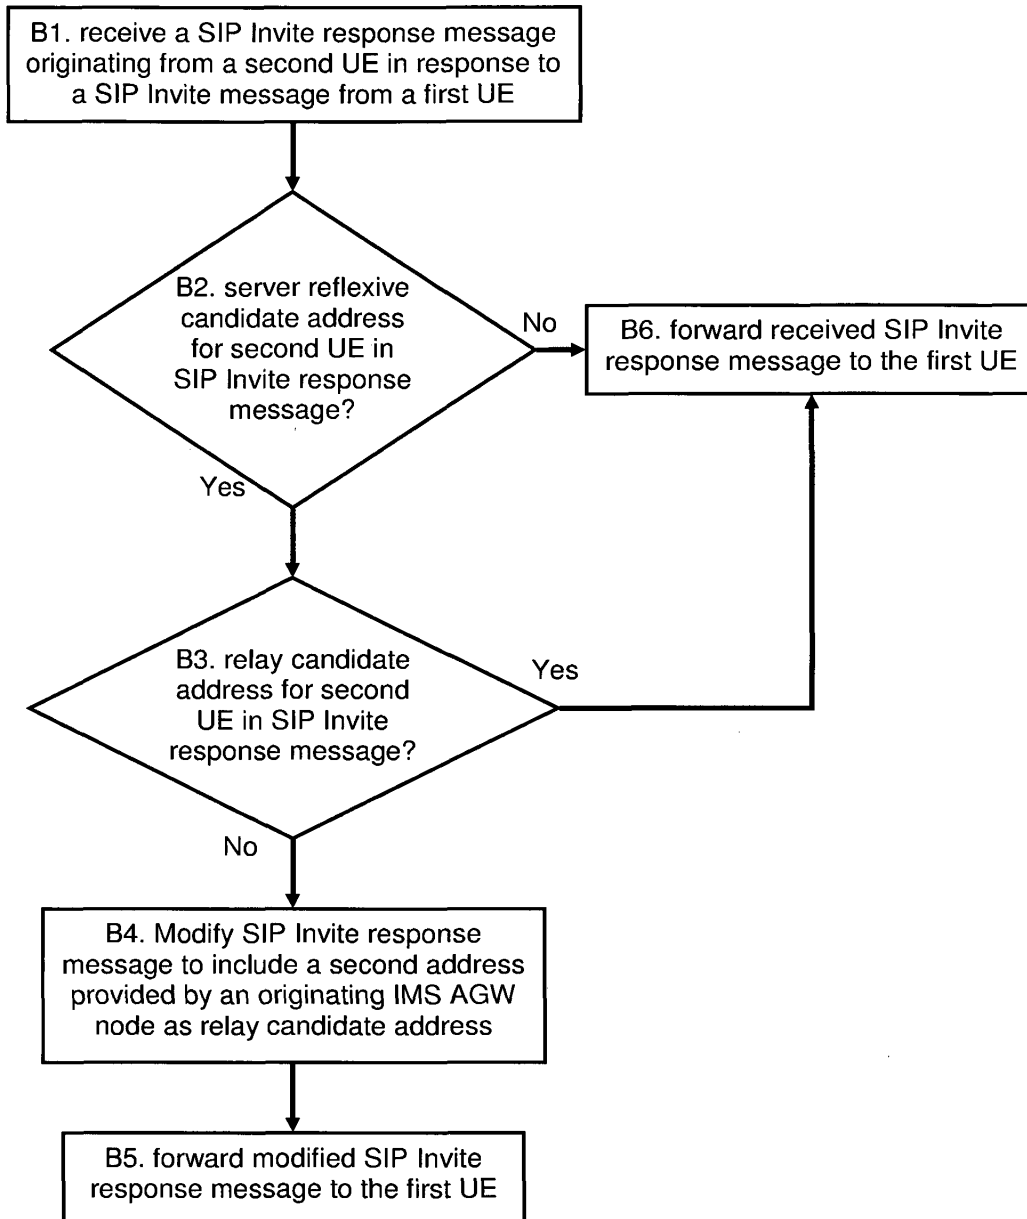 B1. receive a SIP Invite response message
originating from a second UE in response to
a SIP Invite message from a first UE
B2. server reflexive
candidate address
for second UE in
SIP Invite response
message?
No
B6. forward received SIP Invite
response message to the first UE
Yes
B3. relay candidate
address for second
UE in SIP Invite
response message?
Yes
No
B4. Modify SIP Invite response
message to include a second address
provided by an originating IMS AGW
node as relay candidate address
B5. forward modified SIP Invite
response message to the first UE